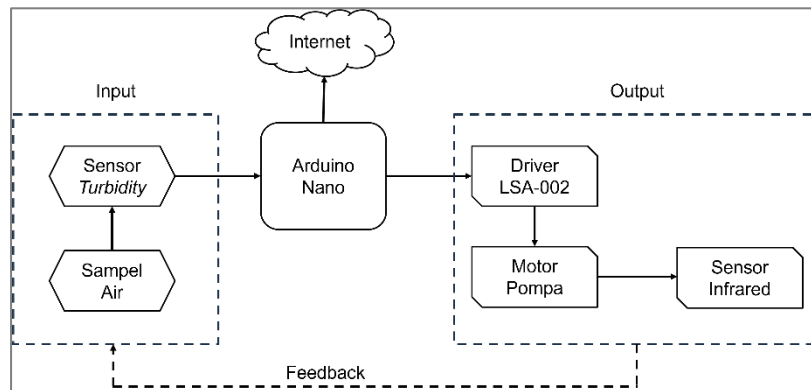 Internet
Input
Output
Sensor
Turbidity
Arduino
Nano
Driver
LSA-002
Sampel
Air
Motor
Pompa
Sensor
Infrared
Feedback